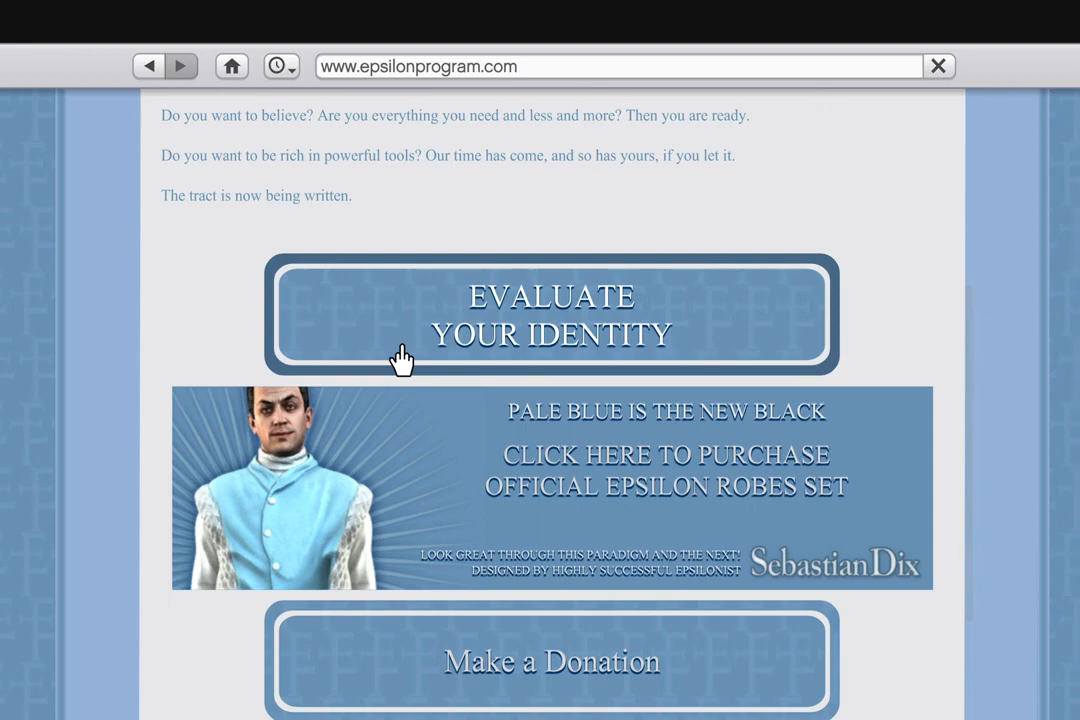 www.epsilonprogram.com
Do you want to believe? Are you everything you need and less and more? Then you are ready.
Do you want to be rich in powerful tools? Our time has come, and so has yours, if you let it.
The tract is now being written.
EVALUATE
YOUR IDENTITY
PALE BLUE IS THE NEW BLACK
CLICK HERE TO PURCHASE
OFFICIAL EPSILON ROBES SET
LOOK GREAT THROUGH THIS PARADIGM AND THE NEXT!
DESIGNED BY HIGHLY SUCCESSFUL EPSILONIST
SebastianDix
Make a Donation